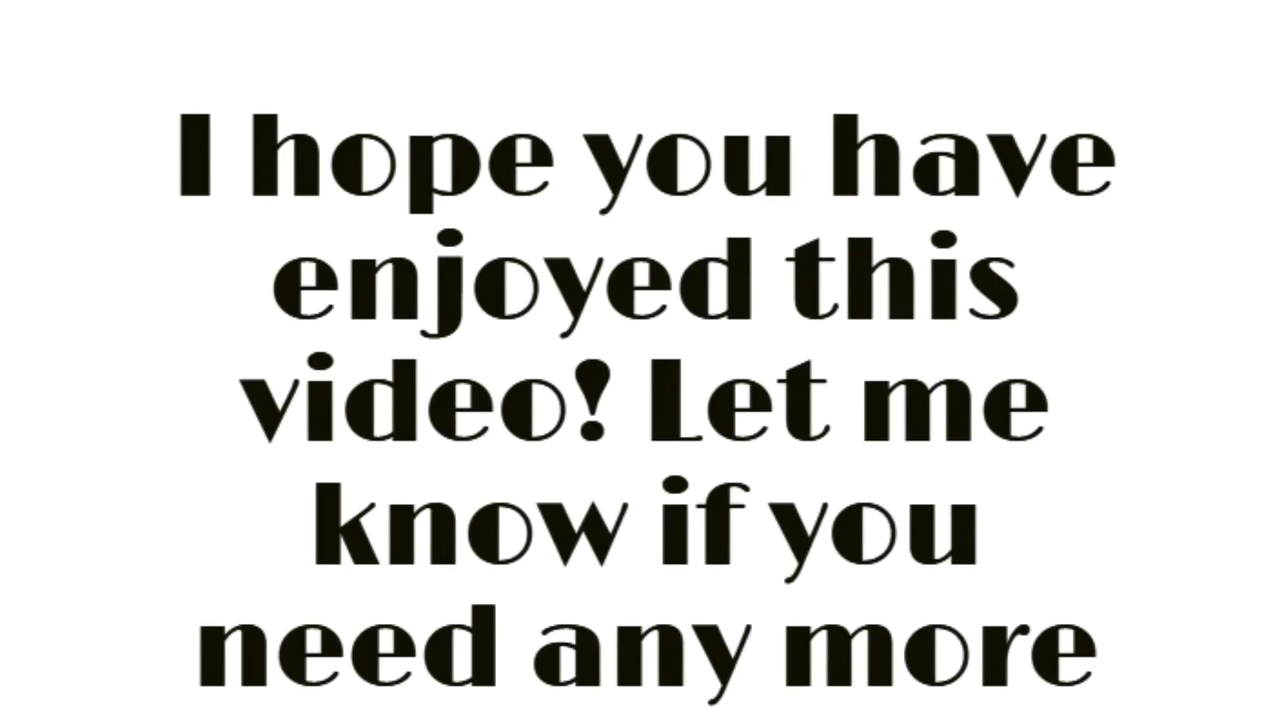 I hope you have
enjoyed this
video! Let me
know if you
need any more